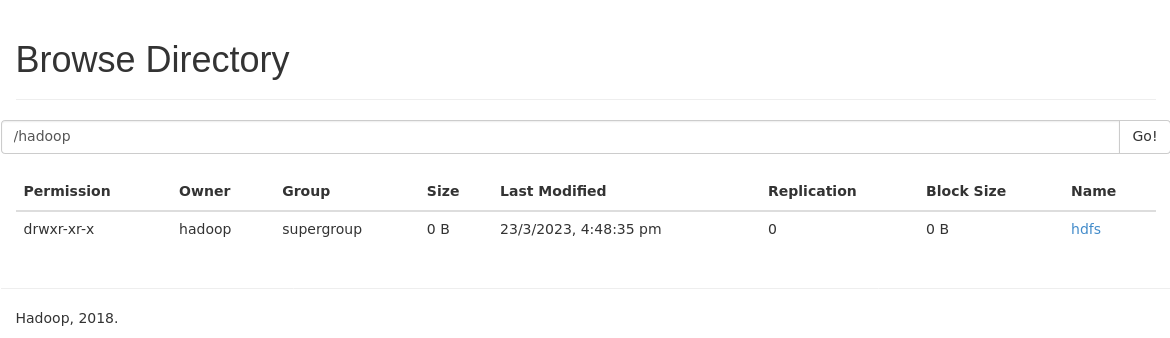 Browse Directory
/hadoop Go!
Permission Owner Group Size Last Modified Replication Block Size Name
drwxr-xr-x hadoop supergroup 0 B 23/3/2023, 4:48:35 pm 0 0 B hdfs
Hadoop, 2018.